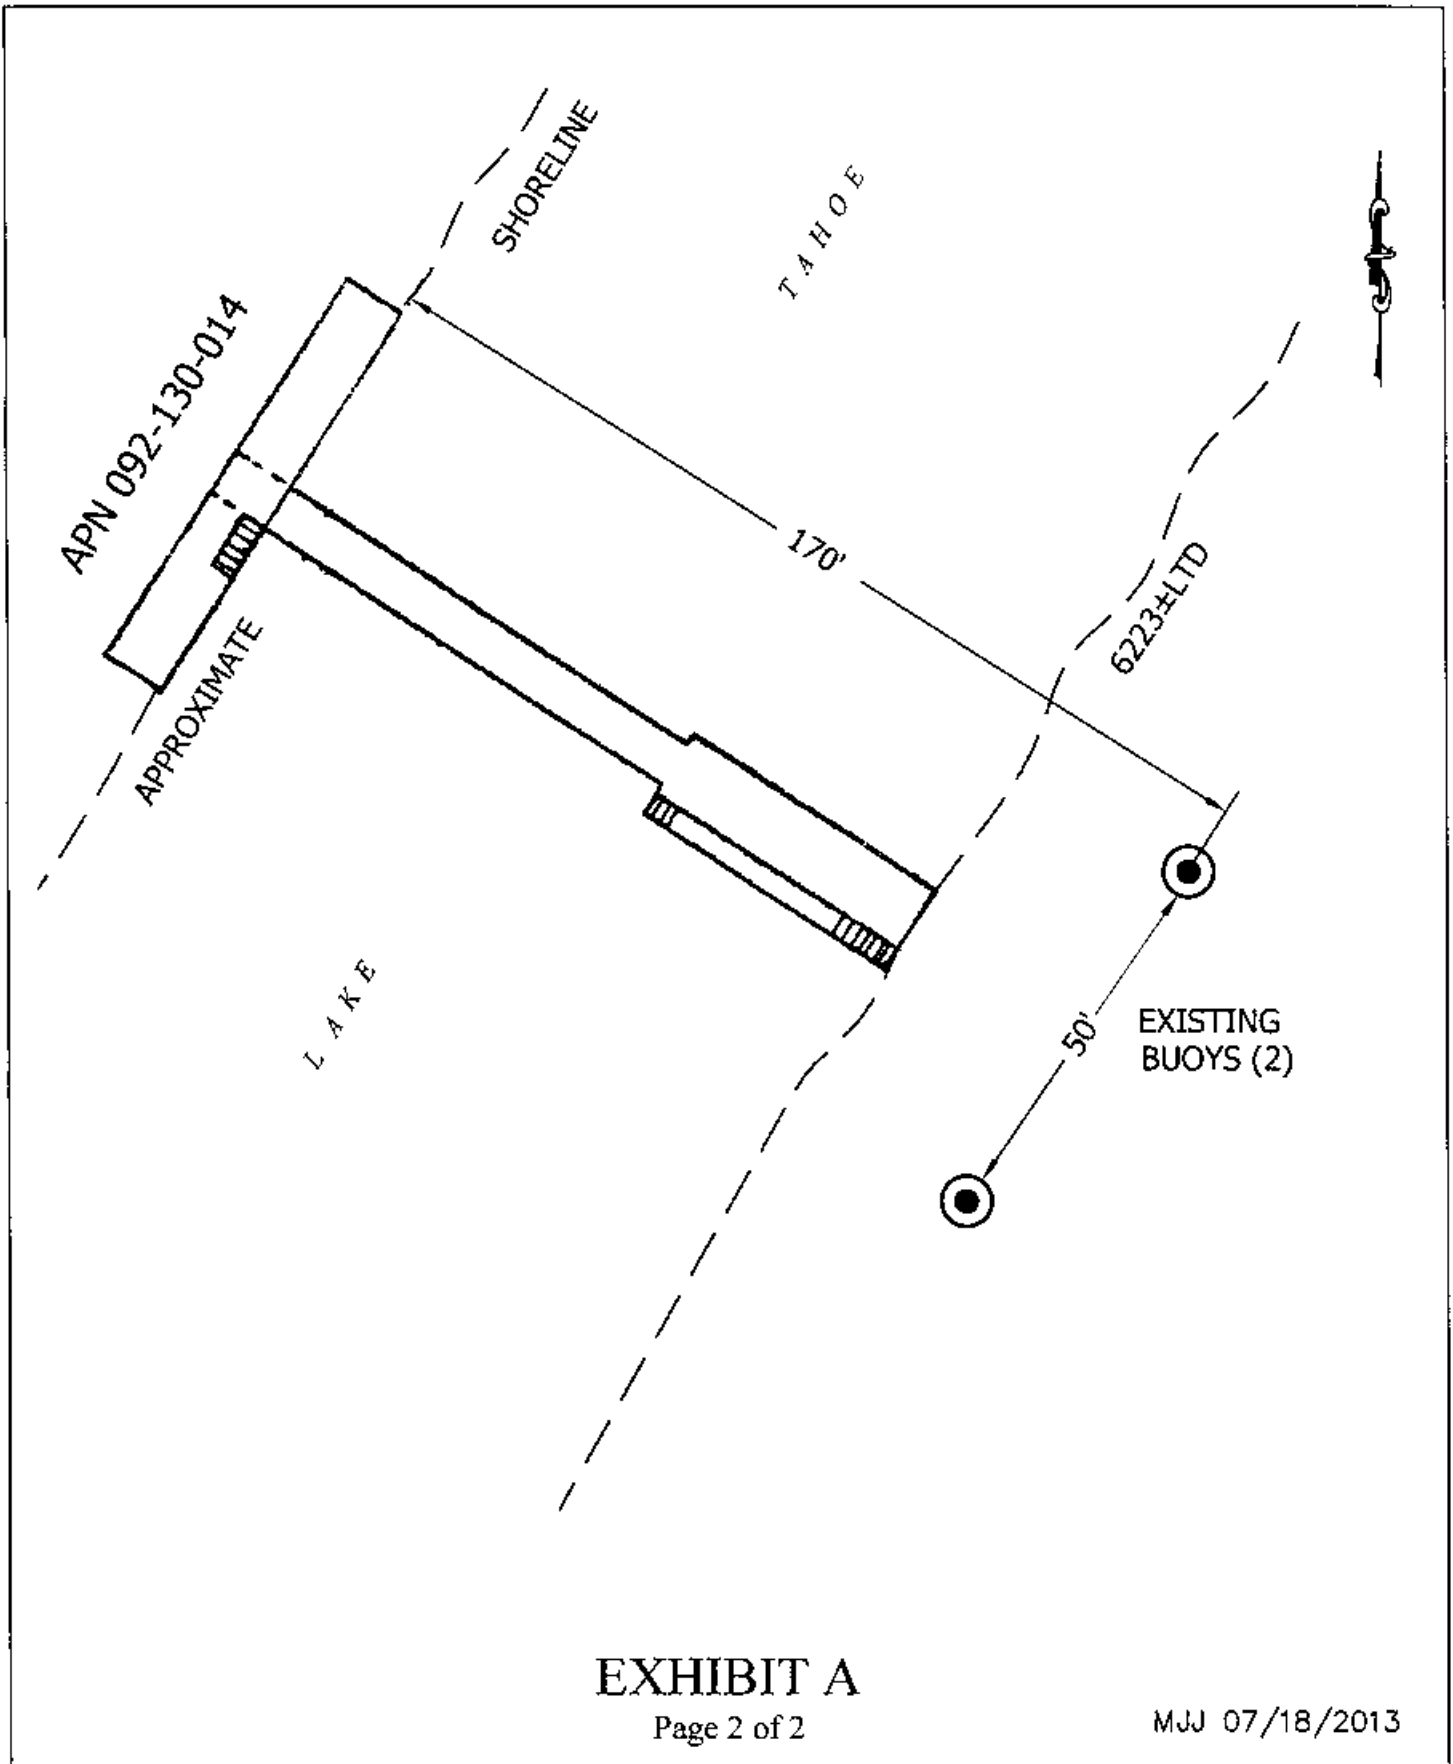 SHORELINE
TAHOE
APN 092-130-014
170'
6223±LTD
APPROXIMATE
LAKE
50'
EXISTING
BUOYS (2)
EXHIBIT A
Page 2 of 2
MJJ 07/18/2013